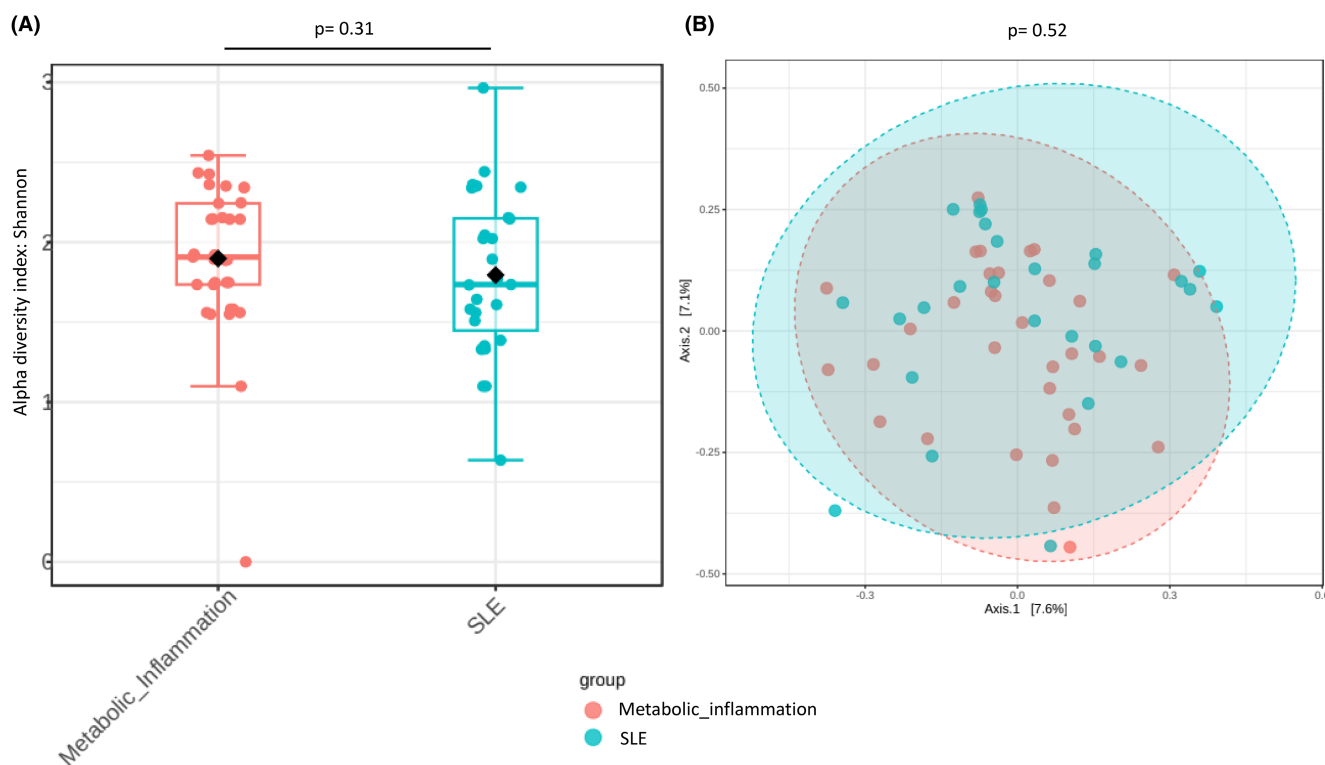 (A)
p= 0.31
Alpha diversity index: Shannon
3
2
1
0
Metabolic_Inflammation
SLE
(B)
p= 0.52
Axis.2 [7.1%]
0.50
0.25
0.00
-0.25
-0.50
-0.3
0.0
0.3
Axis.1 [7.6%]
group
Metabolic_inflammation
SLE